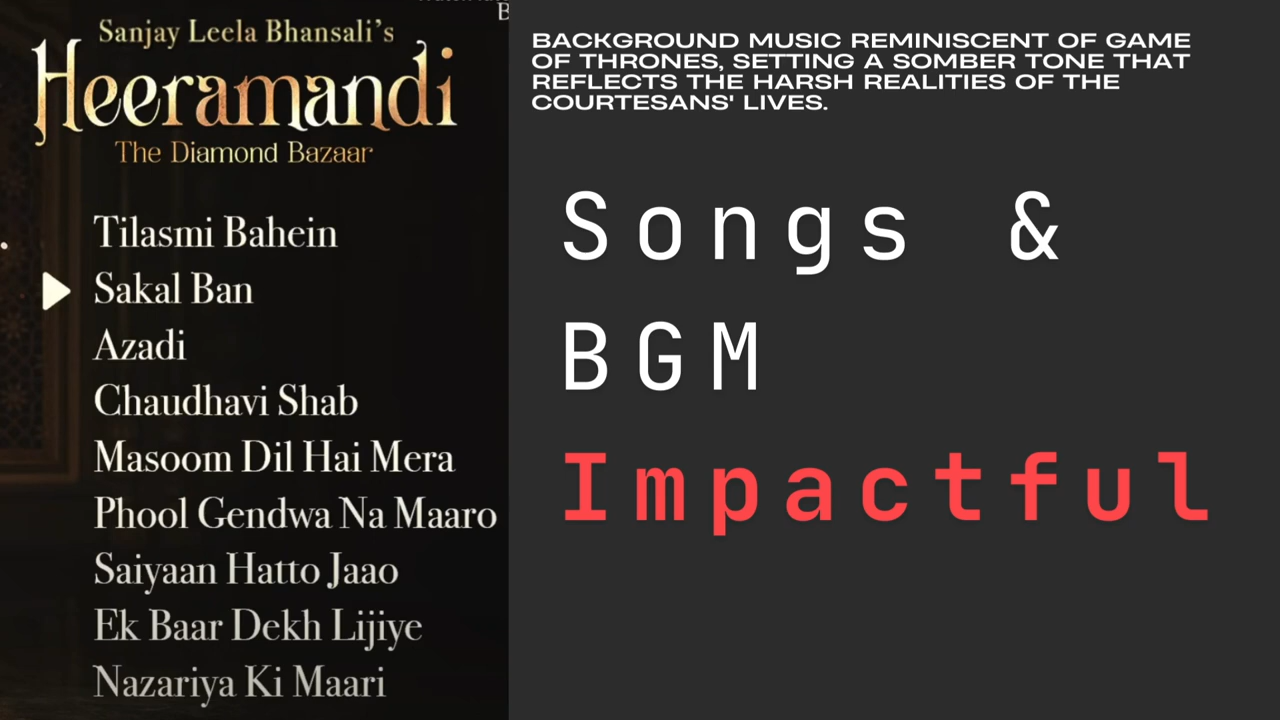 Sanjay Leela Bhansali's
Heeramandi
The Diamond Bazaar
Tilasmi Bahein
Sakal Ban
Azadi
Chaudhavi Shab
Masoom Dil Hai Mera
Phool Gendwa Na Maaro
Saiyaan Hatto Jaao
Ek Baar Dekh Lijiye
Nazariya Ki Maari
BACKGROUND MUSIC REMINISCENT OF GAME
OF THRONES, SETTING A SOMBER TONE THAT
REFLECTS THE HARSH REALITIES OF THE
COURTESANS' LIVES.
Songs &
BGM
Impactful